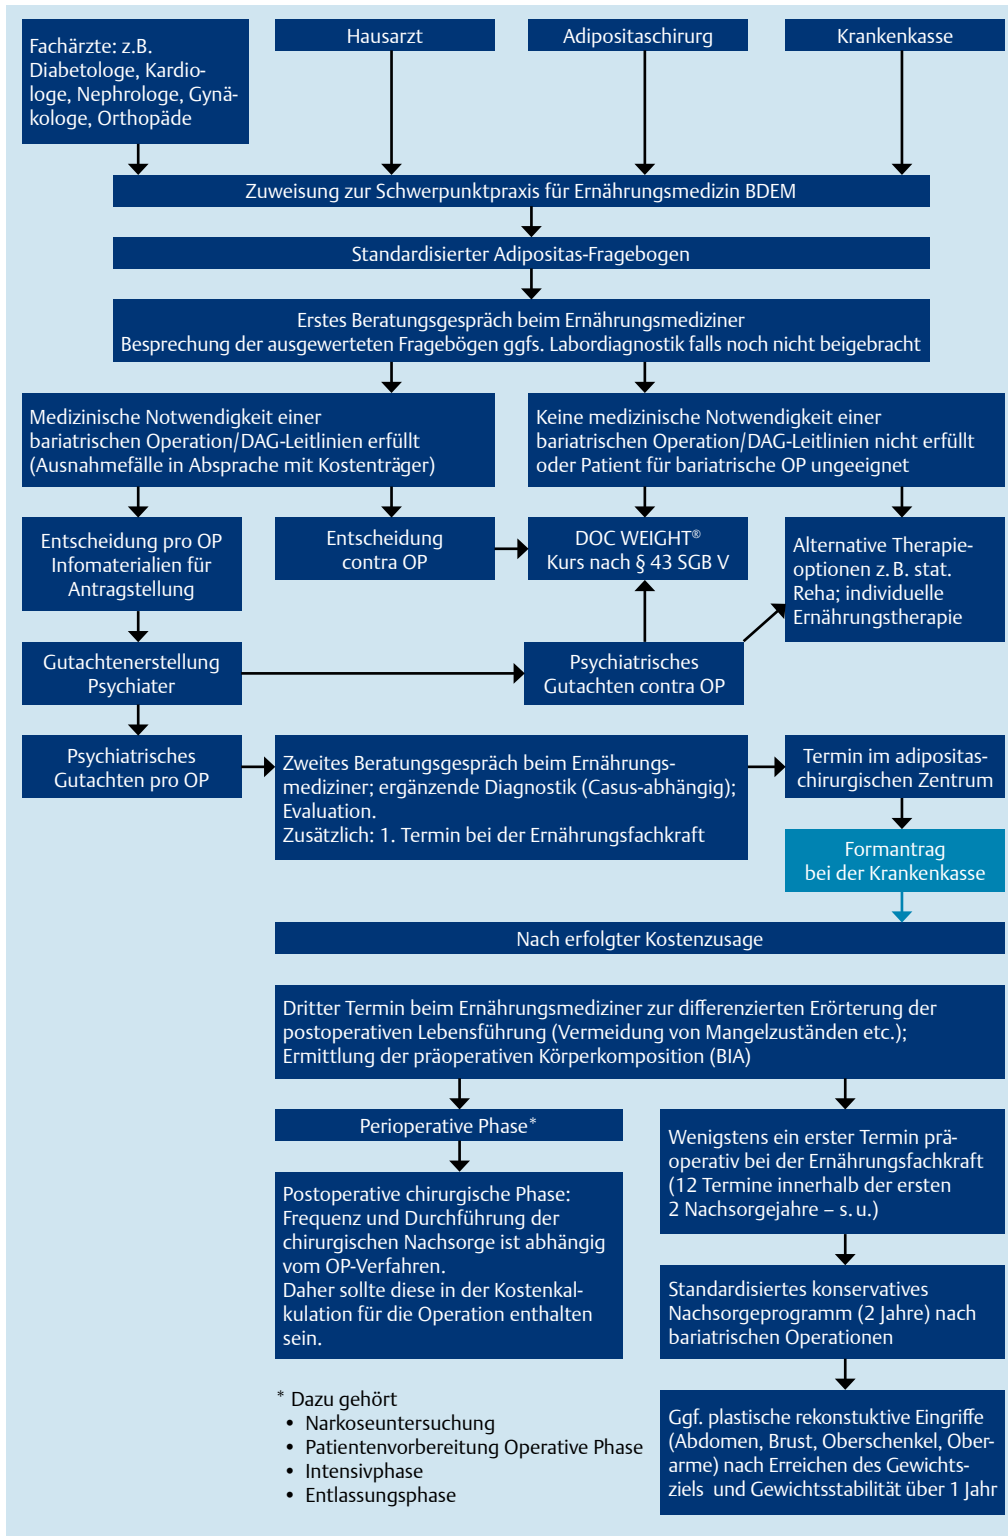 Fachärzte: z.B.
Diabetologe, Kardio-
loge, Nephrologe, Gynä-
kologe, Orthopäde
Hausarzt
Adipositaschirurg
Krankenkasse
Zuweisung zur Schwerpunktpraxis für Ernährungsmedizin BDEM
Standardisierter Adipositas-Fragebogen
Erstes Beratungsgespräch beim Ernährungsmediziner
Besprechung der ausgewerteten Fragebögen ggfs. Labordiagnostik falls noch nicht beigebracht
Medizinische Notwendigkeit einer
bariatrischen Operation/DAG-Leitlinien erfüllt
(Ausnahmefälle in Absprache mit Kostenträger)
Keine medizinische Notwendigkeit einer
bariatrischen Operation/DAG-Leitlinien nicht erfüllt
oder Patient für bariatrische OP ungeeignet
Entscheidung pro OP
Infomaterialien für
Antragstellung
Entscheidung
contra OP
DOC WEIGHT®
Kurs nach § 43 SGB V
Alternative Therapie-
optionen z. B. stat.
Reha; individuelle
Ernährungstherapie
Gutachtenerstellung
Psychiater
Psychiatrisches
Gutachten contra OP
Psychiatrisches
Gutachten pro OP
Zweites Beratungsgespräch beim Ernährungs-
mediziner; ergänzende Diagnostik (Casus-abhängig);
Evaluation.
Zusätzlich: 1. Termin bei der Ernährungsfachkraft
Termin im adipositas-
chirurgischen Zentrum
Formantrag
bei der Krankenkasse
Nach erfolgter Kostenzusage
Dritter Termin beim Ernährungsmediziner zur differenzierten Erörterung der
postoperativen Lebensführung (Vermeidung von Mangelzuständen etc.);
Ermittlung der präoperativen Körperkomposition (BIA)
Perioperative Phase*
Postoperative chirurgische Phase:
Frequenz und Durchführung der
chirurgischen Nachsorge ist abhängig
vom OP-Verfahren.
Daher sollte diese in der Kostenkal-
kulation für die Operation enthalten
sein.
Wenigstens ein erster Termin prä-
operativ bei der Ernährungsfachkraft
(12 Termine innerhalb der ersten
2 Nachsorgejahre – s. u.)
Standardisiertes konservatives
Nachsorgeprogramm (2 Jahre) nach
bariatrischen Operationen
Ggf. plastische rekonstuktive Eingriffe
(Abdomen, Brust, Oberschenkel, Ober-
arme) nach Erreichen des Gewichts-
ziels und Gewichtsstabilität über 1 Jahr
* Dazu gehört
• Narkoseuntersuchung
• Patientenvorbereitung Operative Phase
• Intensivphase
• Entlassungsphase